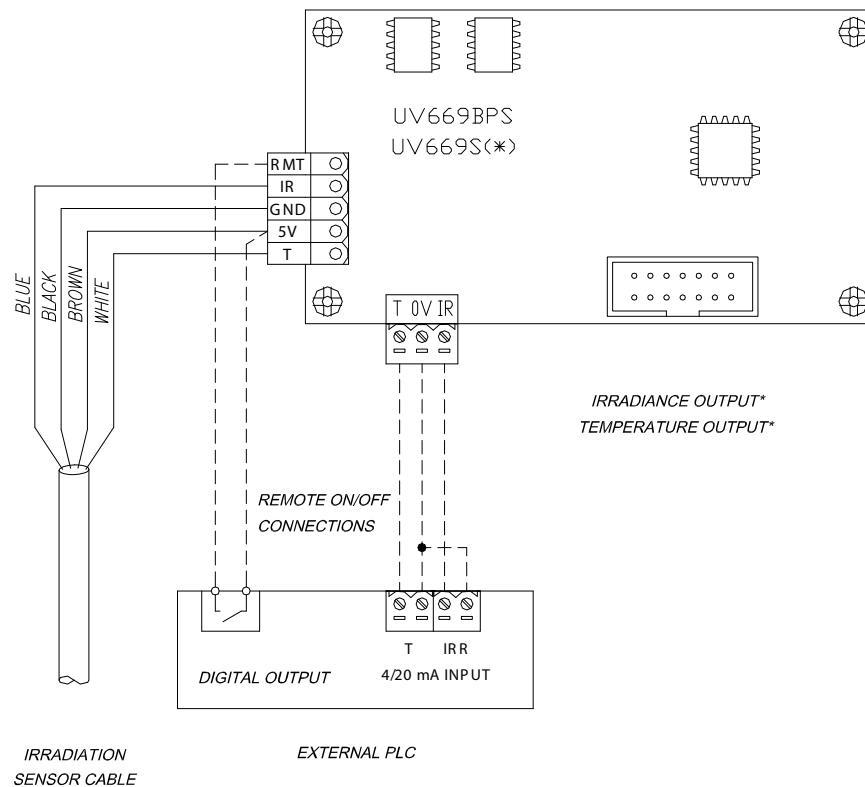 UV669BPS
UV669S(*)
RMT
IR
GND
5V
T
BLUE
BLACK
BROWN
WHITE
T 0V IR
IRRADIANCE OUTPUT*
TEMPERATURE OUTPUT*
REMOTE ON/OFF
CONNECTIONS
T IRR
DIGITAL OUTPUT
4/20 mA INPUT
IRRADIATION
SENSOR CABLE
EXTERNAL PLC